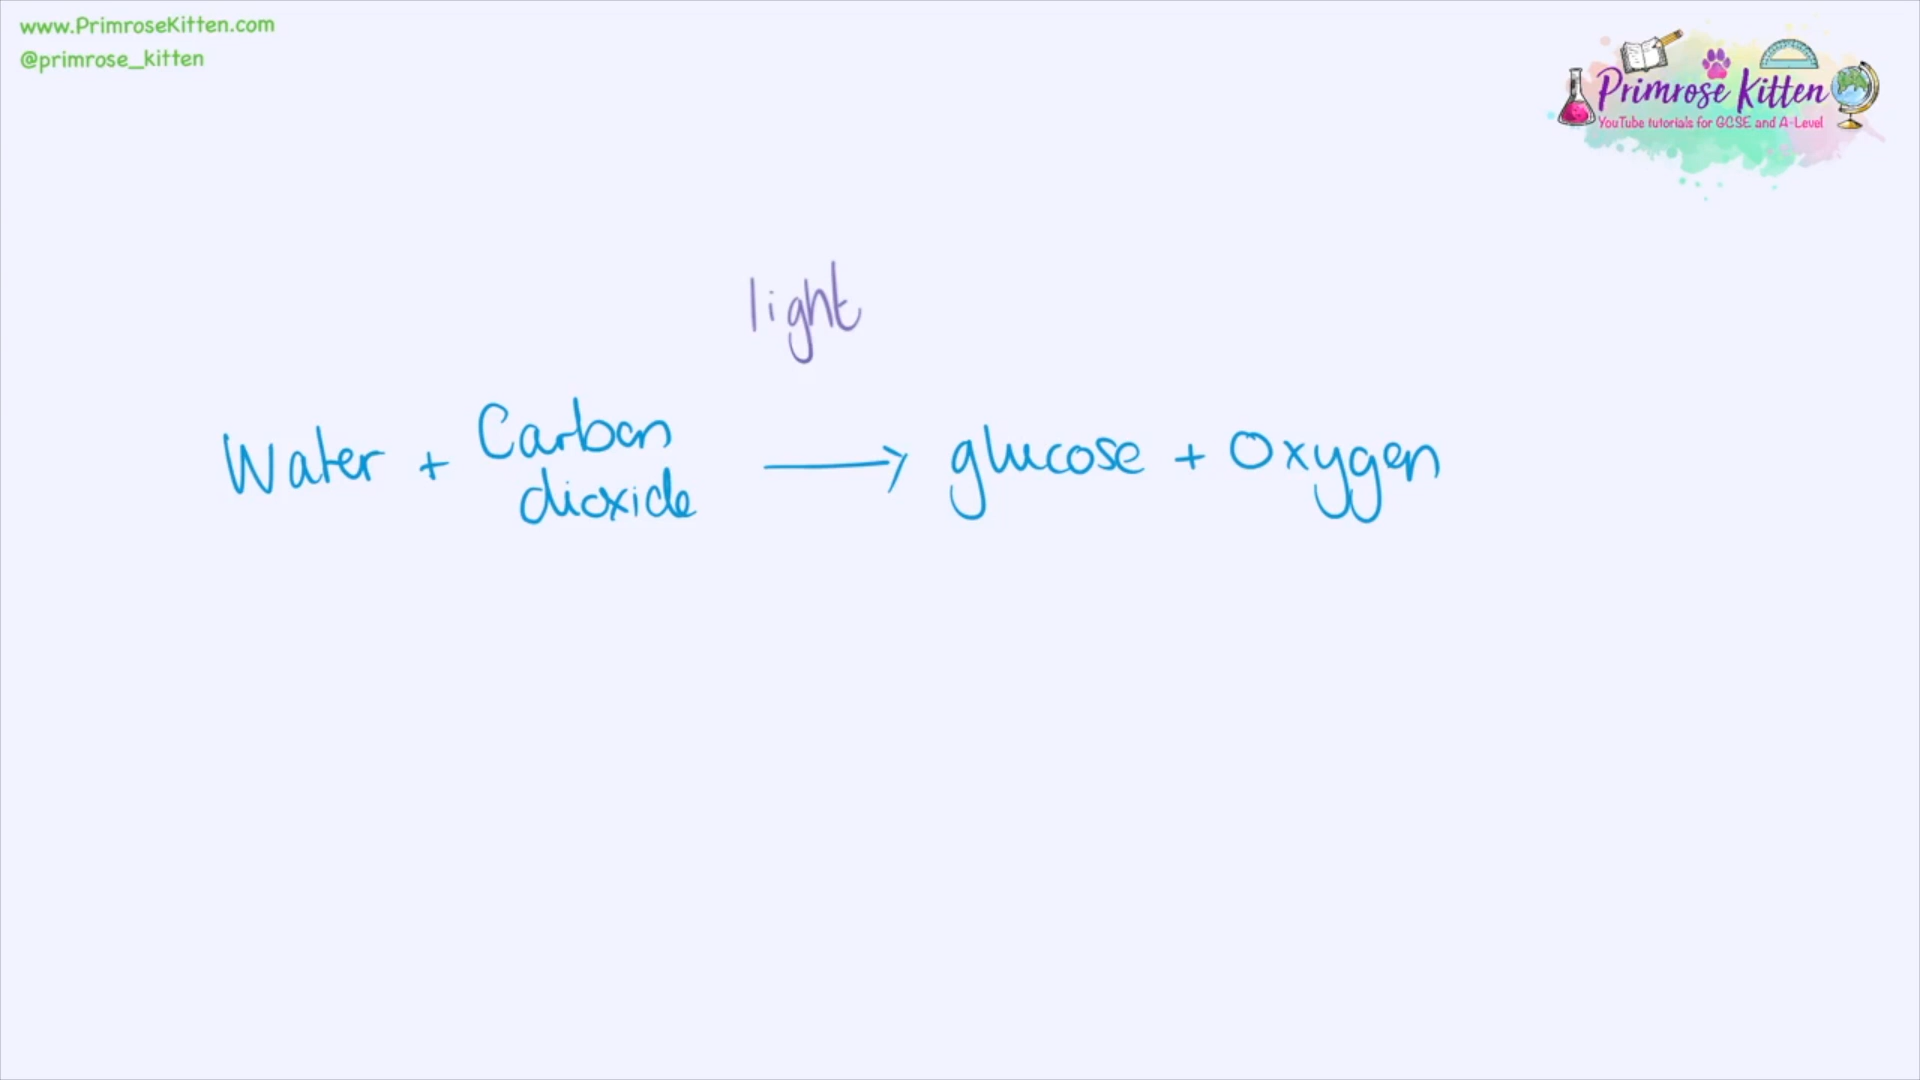 www.PrimroseKitten.com
@primrose_kitten
Primrose Kitten
YouTube tutorials for GCSE and A-Level
light
Water + Carbon dioxide → glucose + Oxygen